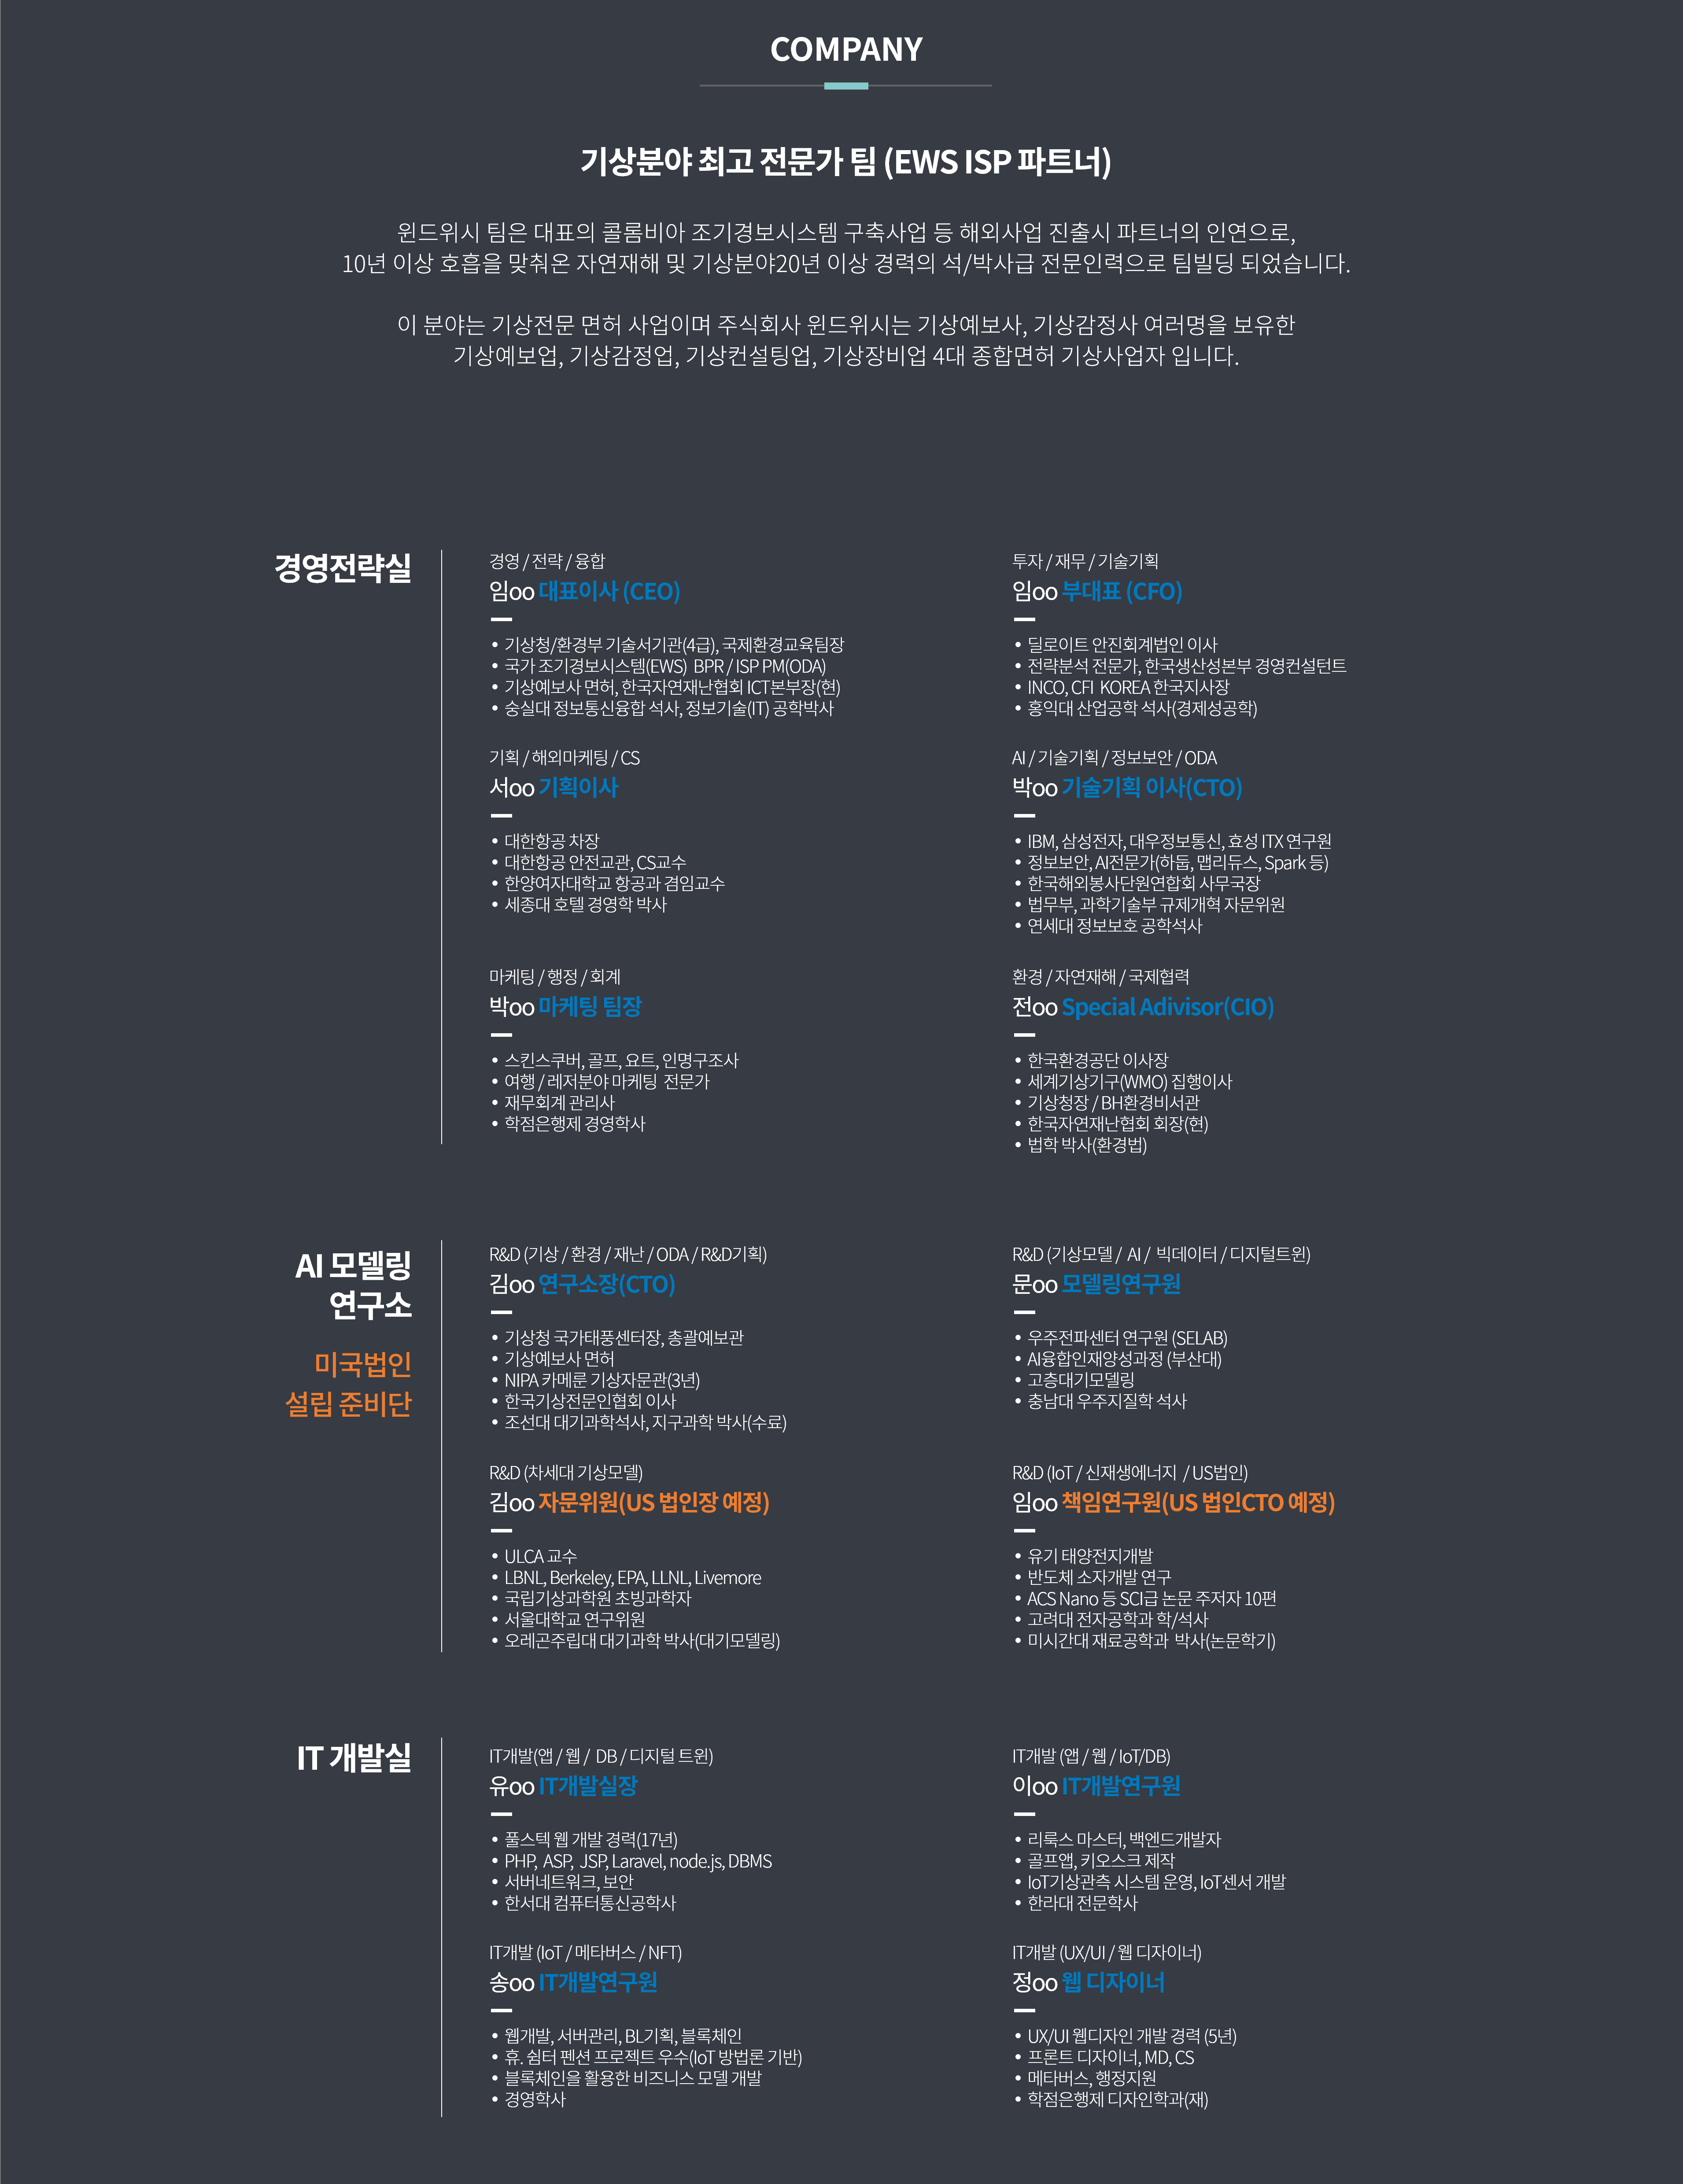 COMPANY
기상분야 최고 전문가 팀 (EWS ISP 파트너)
윈드위시 팀은 대표의 콜롬비아 조기경보시스템 구축사업 등 해외사업 진출시 파트너의 인연으로,
10년 이상 호흡을 맞춰온 자연재해 및 기상분야20년 이상 경력의 석/박사급 전문인력으로 팀빌딩 되었습니다.
이 분야는 기상전문 면허 사업이며 주식회사 윈드위시는 기상예보사, 기상감정사 여러명을 보유한
기상예보업, 기상감정업, 기상컨설팅업, 기상장비업 4대 종합면허 기상사업자 입니다.
경영전략실
경영 / 전략 / 융합
임oo 대표이사 (CEO)
• 기상청/환경부 기술서기관(4급), 국제환경교육팀장
• 국가 조기경보시스템(EWS) BPR / ISP PM(ODA)
• 기상예보사 면허, 한국자연재난협회 ICT본부장(현)
• 숭실대 정보통신융합 석사, 정보기술(IT) 공학박사
투자 / 재무 / 기술기획
임oo 부대표 (CFO)
• 딜로이트 안진회계법인 이사
• 전략분석 전문가, 한국생산성본부 경영컨설턴트
• INCO, CFI KOREA 한국지사장
• 홍익대 산업공학 석사(경제성공학)
기획 / 해외마케팅 / CS
서oo 기획이사
• 대한항공 차장
• 대한항공 안전교관, CS교수
• 한양여자대학교 항공과 겸임교수
• 세종대 호텔 경영학 박사
AI / 기술기획 / 정보보안 / ODA
박oo 기술기획 이사(CTO)
• IBM, 삼성전자, 대우정보통신, 효성 ITX 연구원
• 정보보안, AI전문가(하둡, 맵리듀스, Spark 등)
• 한국해외봉사단원연합회 사무국장
• 법무부, 과학기술부 규제개혁 자문위원
• 연세대 정보보호 공학석사
마케팅 / 행정 / 회계
박oo 마케팅 팀장
• 스킨스쿠버, 골프, 요트, 인명구조사
• 여행 / 레저분야 마케팅 전문가
• 재무회계 관리사
• 학점은행제 경영학사
환경 / 자연재해 / 국제협력
전oo Special Adivisor(CIO)
• 한국환경공단 이사장
• 세계기상기구(WMO) 집행이사
• 기상청장 / BH환경비서관
• 한국자연재난협회 회장(현)
• 법학 박사(환경법)
AI 모델링
연구소
미국법인
설립 준비단
R&D (기상 / 환경 / 재난 / ODA / R&D기획)
김oo 연구소장(CTO)
• 기상청 국가태풍센터장, 총괄예보관
• 기상예보사 면허
• NIPA 카메룬 기상자문관(3년)
• 한국기상전문인협회 이사
• 조선대 대기과학석사, 지구과학 박사(수료)
R&D (기상모델 / AI / 빅데이터 / 디지털트윈)
문oo 모델링연구원
• 우주전파센터 연구원 (SELAB)
• AI융합인재양성과정 (부산대)
• 고층대기모델링
• 충남대 우주지질학 석사
R&D (차세대 기상모델)
김oo 자문위원(US 법인장 예정)
• ULCA 교수
• LBNL, Berkeley, EPA, LLNL, Livemore
• 국립기상과학원 초빙과학자
• 서울대학교 연구위원
• 오레곤주립대 대기과학 박사(대기모델링)
R&D (IoT / 신재생에너지 / US법인)
임oo 책임연구원(US 법인CTO 예정)
• 유기 태양전지개발
• 반도체 소자개발 연구
• ACS Nano 등 SCI급 논문 주저자 10편
• 고려대 전자공학과 학/석사
• 미시간대 재료공학과 박사(논문학기)
IT 개발실
IT개발(앱 / 웹 / DB / 디지털 트윈)
유oo IT개발실장
• 풀스텍 웹 개발 경력(17년)
• PHP, ASP, JSP, Laravel, node.js, DBMS
• 서버네트워크, 보안
• 한서대 컴퓨터통신공학사
IT개발 (앱 / 웹 / IoT/DB)
이oo IT개발연구원
• 리룩스 마스터, 백엔드개발자
• 골프앱, 키오스크 제작
• IoT기상관측 시스템 운영, IoT센서 개발
• 한라대 전문학사
IT개발 (IoT / 메타버스 / NFT)
송oo IT개발연구원
• 웹개발, 서버관리, BL기획, 블록체인
• 휴. 쉼터 펜션 프로젝트 우수(IoT 방법론 기반)
• 블록체인을 활용한 비즈니스 모델 개발
• 경영학사
IT개발 (UX/UI / 웹 디자이너)
정oo 웹 디자이너
• UX/UI 웹디자인 개발 경력 (5년)
• 프론트 디자이너, MD, CS
• 메타버스, 행정지원
• 학점은행제 디자인학과(재)